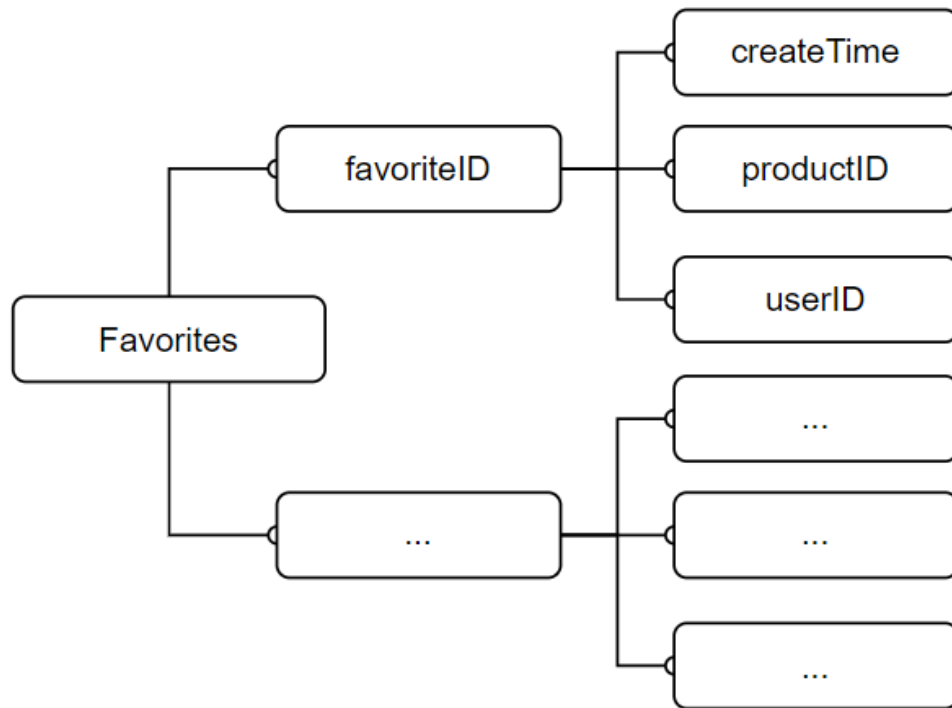 createTime
favoriteID
productID
userID
Favorites
...
...
...
...